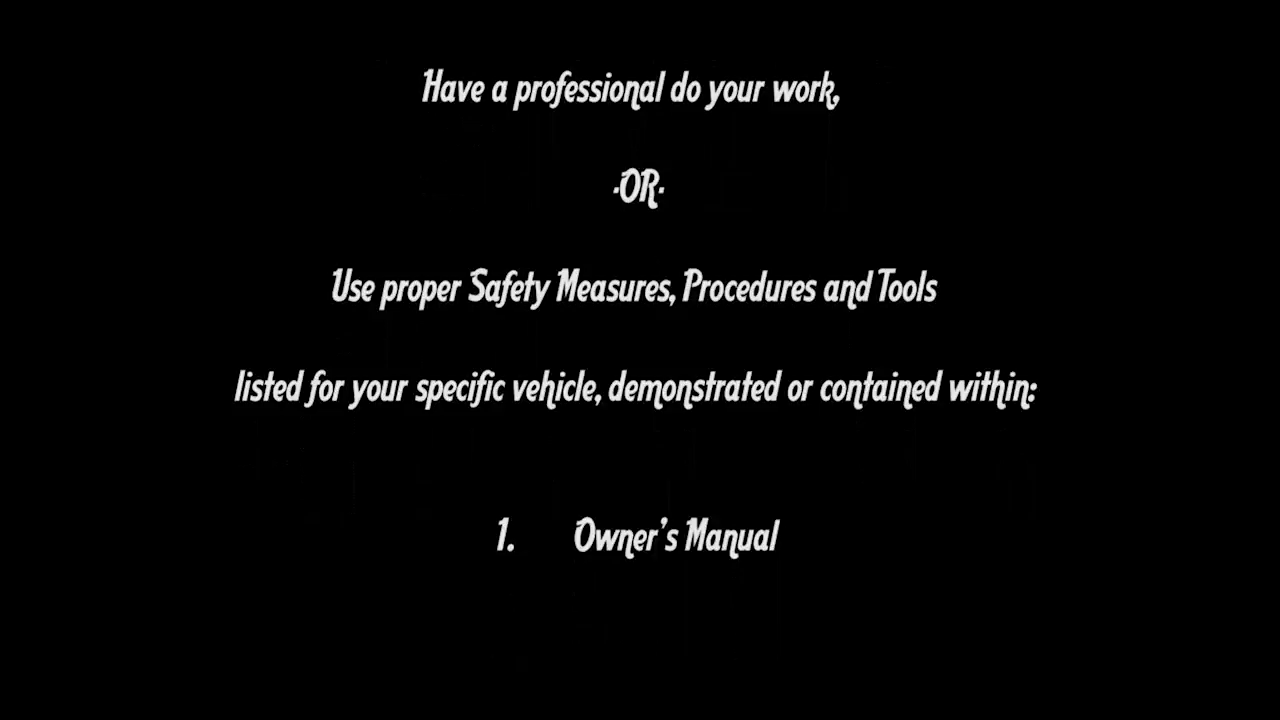 Have a professional do your work,
-OR-
Use proper Safety Measures, Procedures and Tools
listed for your specific vehicle, demonstrated or contained within:
1. Owner's Manual